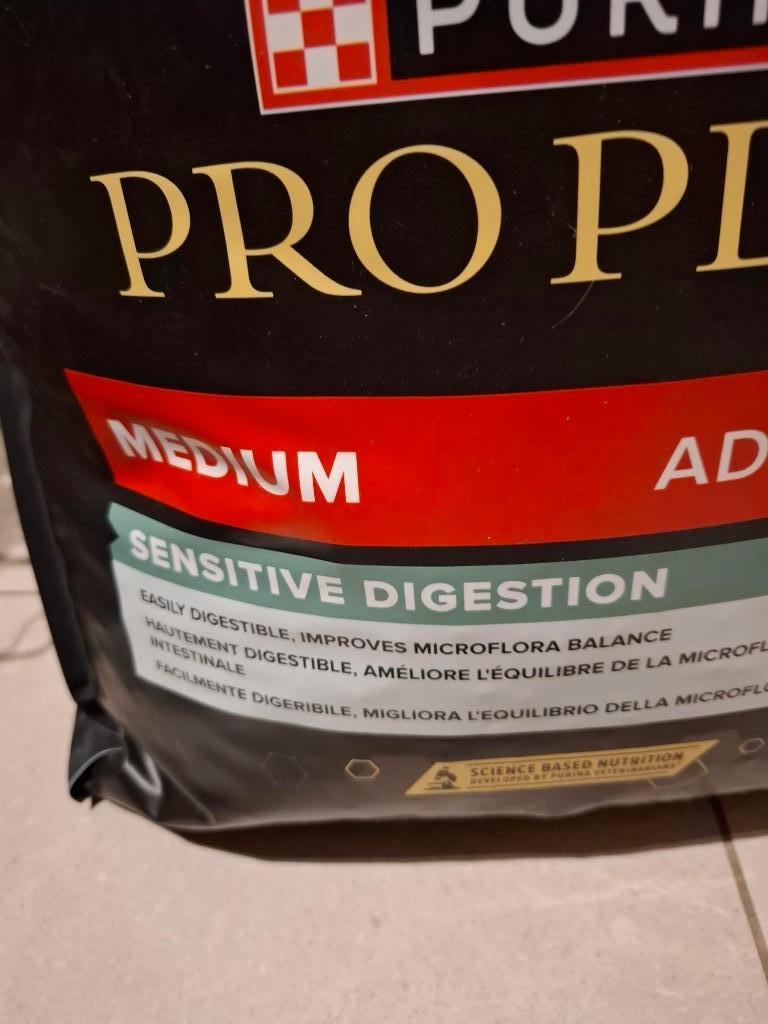 PURIN
PRO PL
MEDIUM AD
SENSITIVE DIGESTION
EASILY DIGESTIBLE, IMPROVES MICROFLORA BALANCE
HAUTEMENT DIGESTIBLE, AMÉLIORE L'ÉQUILIBRE DE LA MICROFL
INTESTINALE
FACILMENTE DIGERIBILE, MIGLIORA L'EQUILIBRIO DELLA MICROFLO
SCIENCE BASED NUTRITION
DEVELOPED BY PURINA VETERINARIANS*